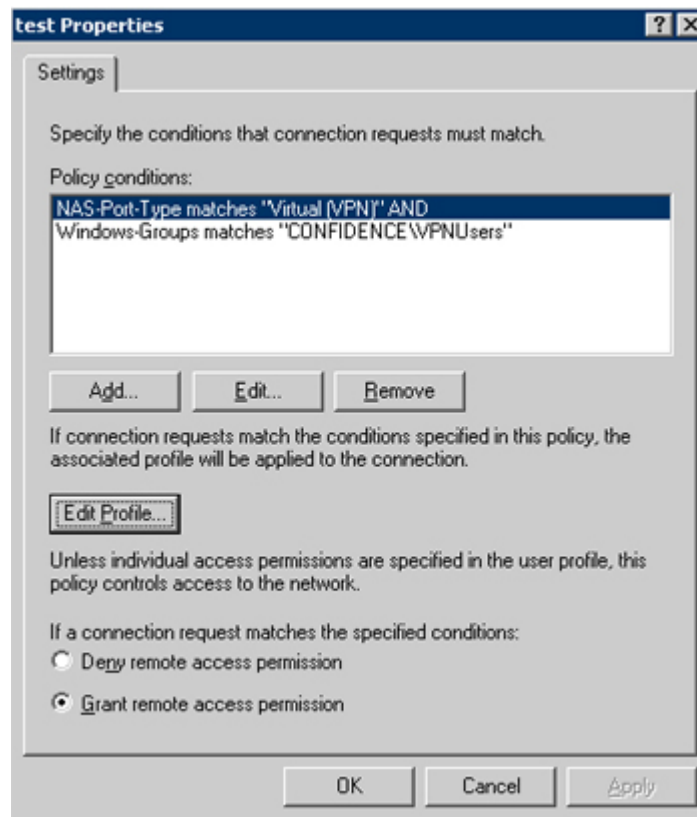 test Properties
Settings
Specify the conditions that connection requests must match.
Policy conditions:
NAS-Port-Type matches "Virtual (VPN)" AND
Windows-Groups matches "CONFIDENCE\VPNUsers"
Add... Edit... Remove
If connection requests match the conditions specified in this policy, the
associated profile will be applied to the connection.
Edit Profile...
Unless individual access permissions are specified in the user profile, this
policy controls access to the network.
If a connection request matches the specified conditions:
Deny remote access permission
Grant remote access permission
OK Cancel Apply